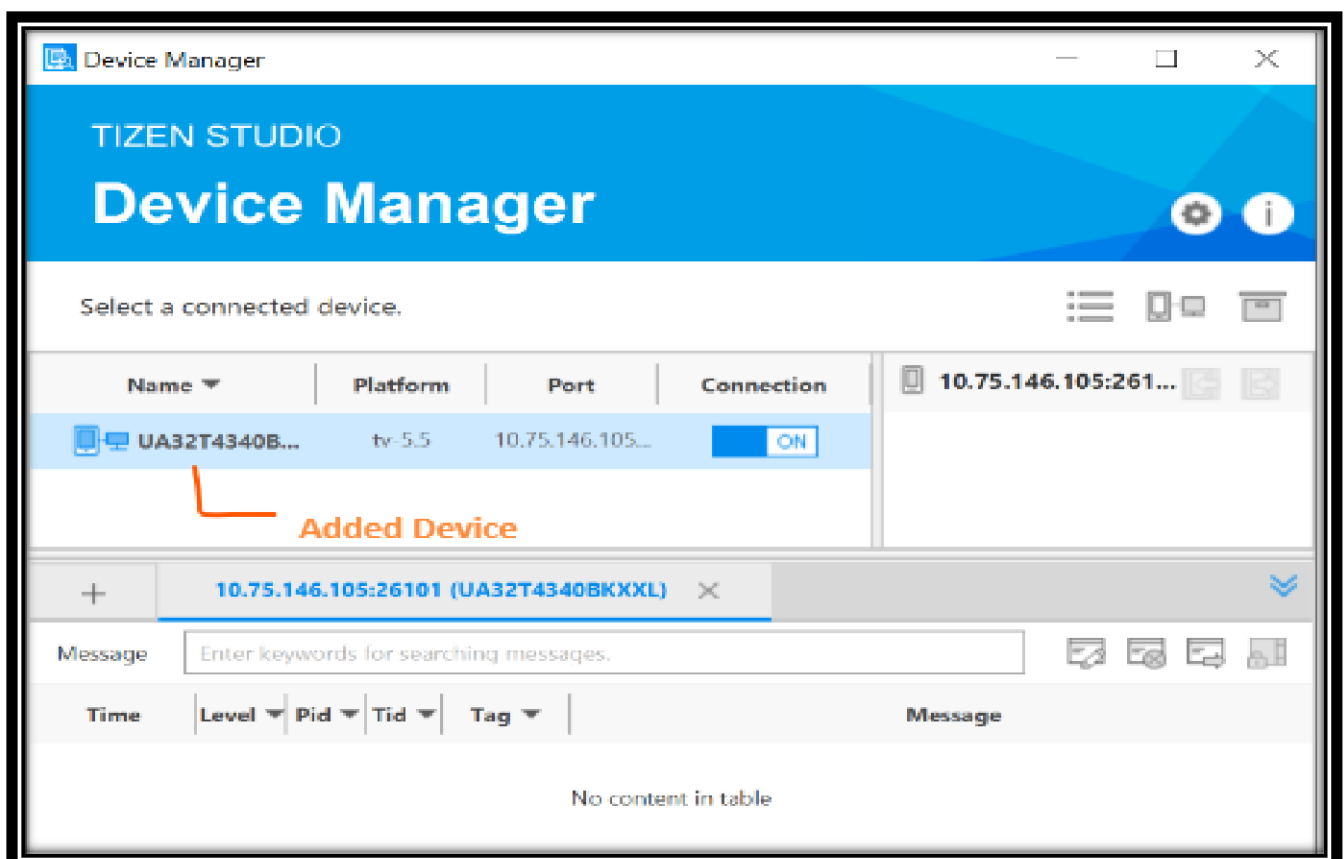 Device Manager
TIZEN STUDIO
Device Manager
i
Select a connected device.
Name Platform Port Connection
10.75.146.105:261...
UA32T4340B... tv-5.5 10.75.146.105... ON
Added Device
+ 10.75.146.105:26101 (UA32T4340BKXXL)
Message Enter keywords for searching messages.
Time Level Pid Tid Tag Message
No content in table